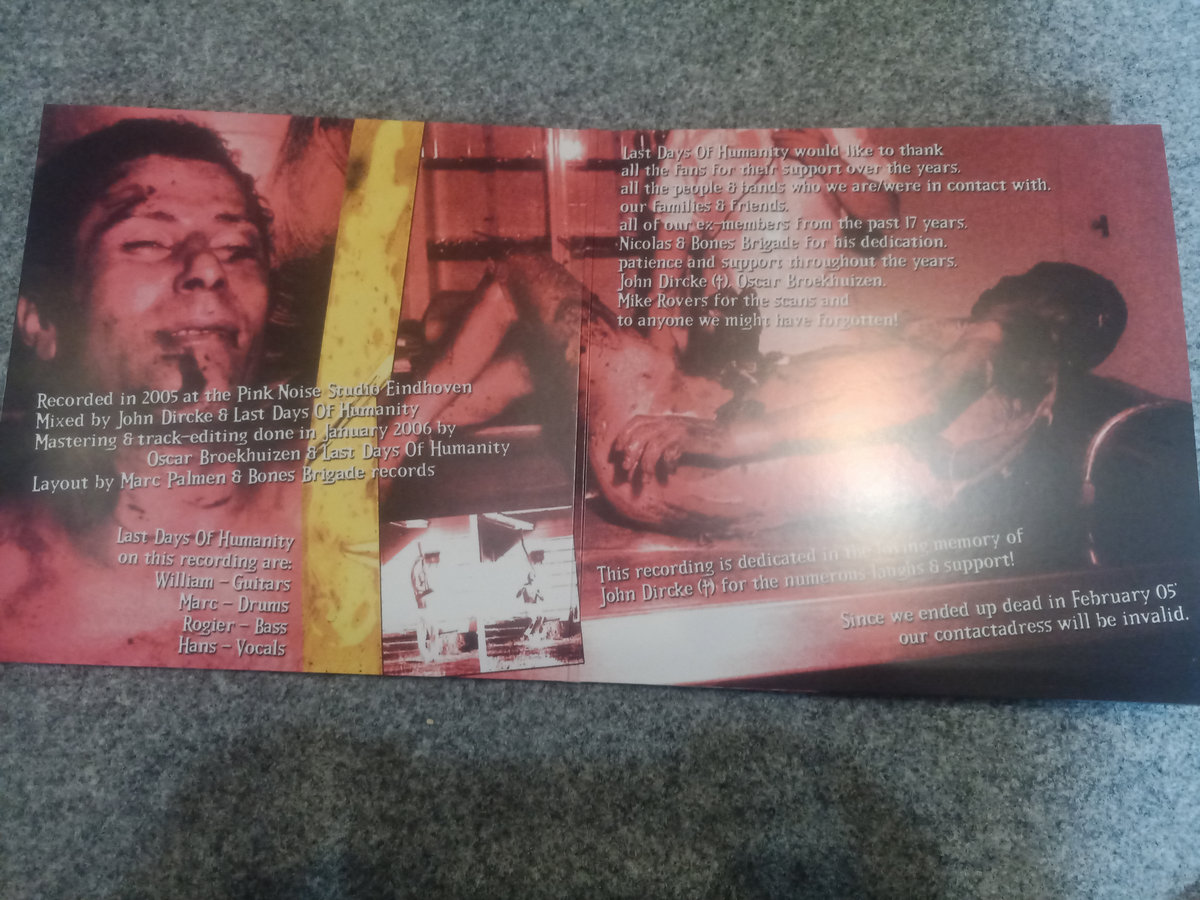 Recorded in 2005 at the Pink Noise Studio Eindhoven
Mixed by John Dircke & Last Days Of Humanity
Mastering & track-editing done in January 2006 by
Oscar Broekhuizen & Last Days Of Humanity
Layout by Marc Palmen & Bones Brigade records
Last Days Of Humanity
on this recording are:
William - Guitars
Marc - Drums
Rogier - Bass
Hans - Vocals
Last Days Of Humanity would like to thank
all the fans for their support over the years.
all the people & bands who we are/were in contact with.
our families & friends.
all of our ex-members from the past 17 years.
Nicolas & Bones Brigade for his dedication.
patience and support throughout the years.
John Dircke (†), Oscar Broekhuizen.
Mike Rovers for the scans and
to anyone we might have forgotten!
This recording is dedicated in the loving memory of
John Dircke (†) for the numerous laughs & support!
Since we ended up dead in February 05'
our contactadress will be invalid.